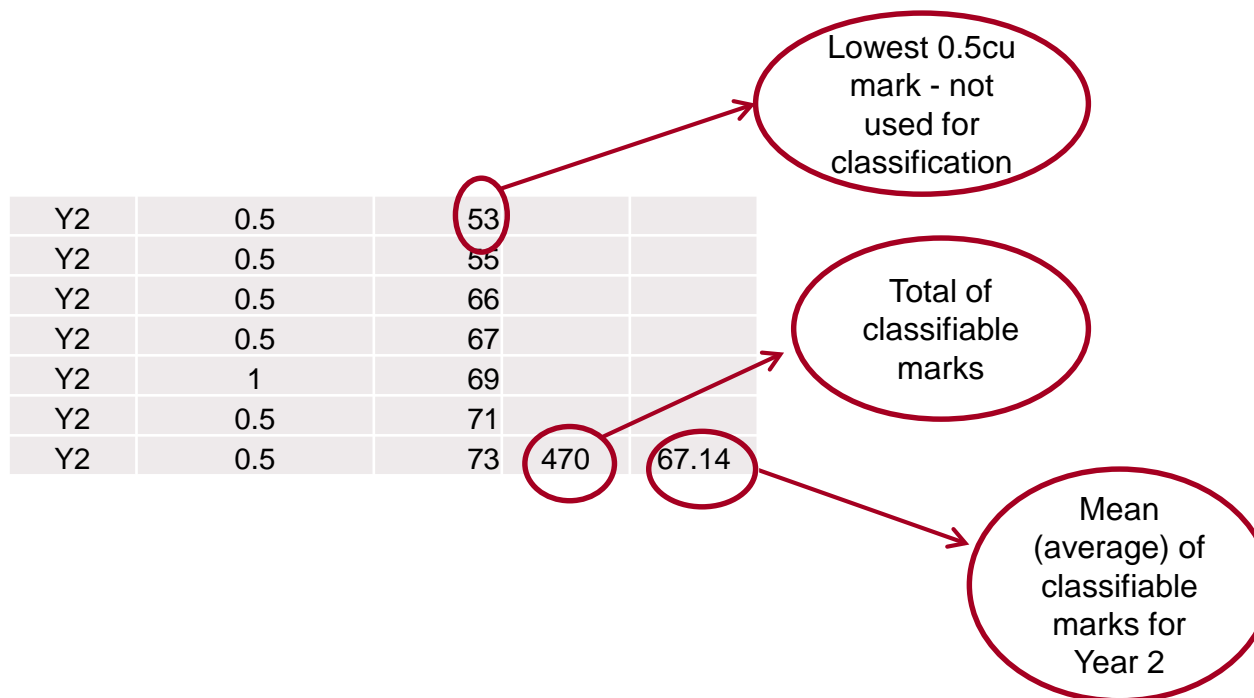 Lowest 0.5cu
mark - not
used for
classification
Y2 0.5 53
Y2 0.5 55
Y2 0.5 66
Y2 0.5 67
Y2 1 69
Y2 0.5 71
Y2 0.5 73 470 67.14
Total of
classifiable
marks
Mean
(average) of
classifiable
marks for
Year 2